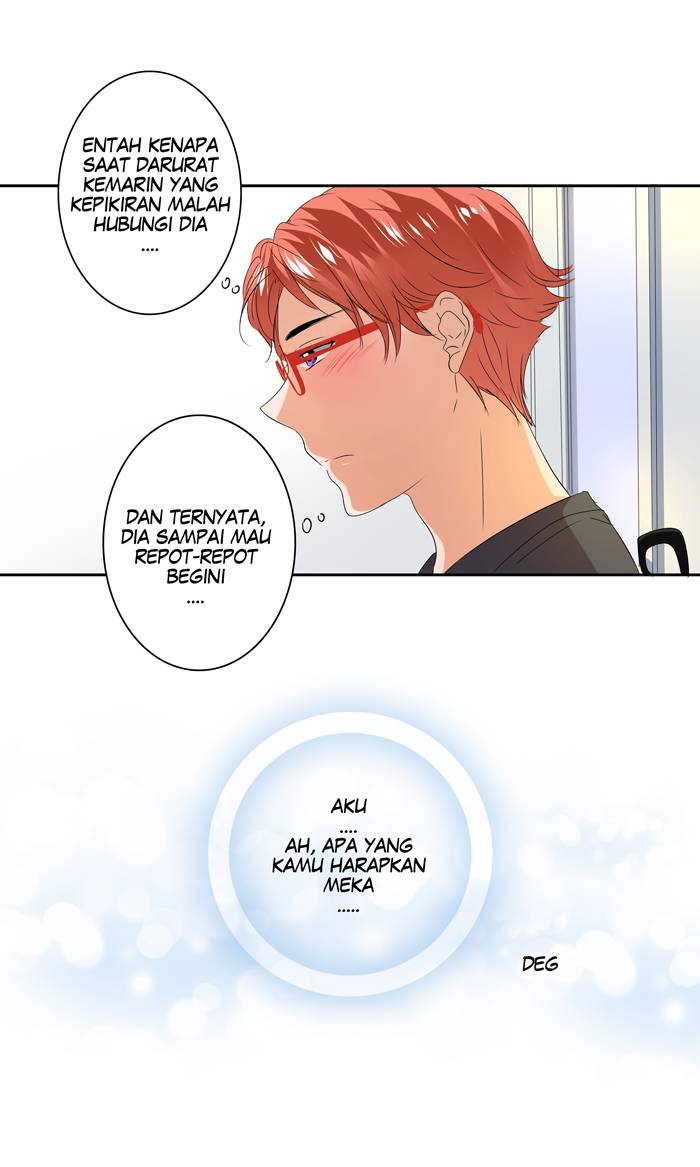 ENTAH KENAPA
SAAT DARURAT
KEMARIN YANG
KEPIKIRAN MALAH
HUBUNGI DIA
....
DAN TERNYATA,
DIA SAMPAI MAU
REPOT-REPOT
BEGINI
....
AKU
....
AH, APA YANG
KAMU HARAPKAN
MEKA
.....
DEG